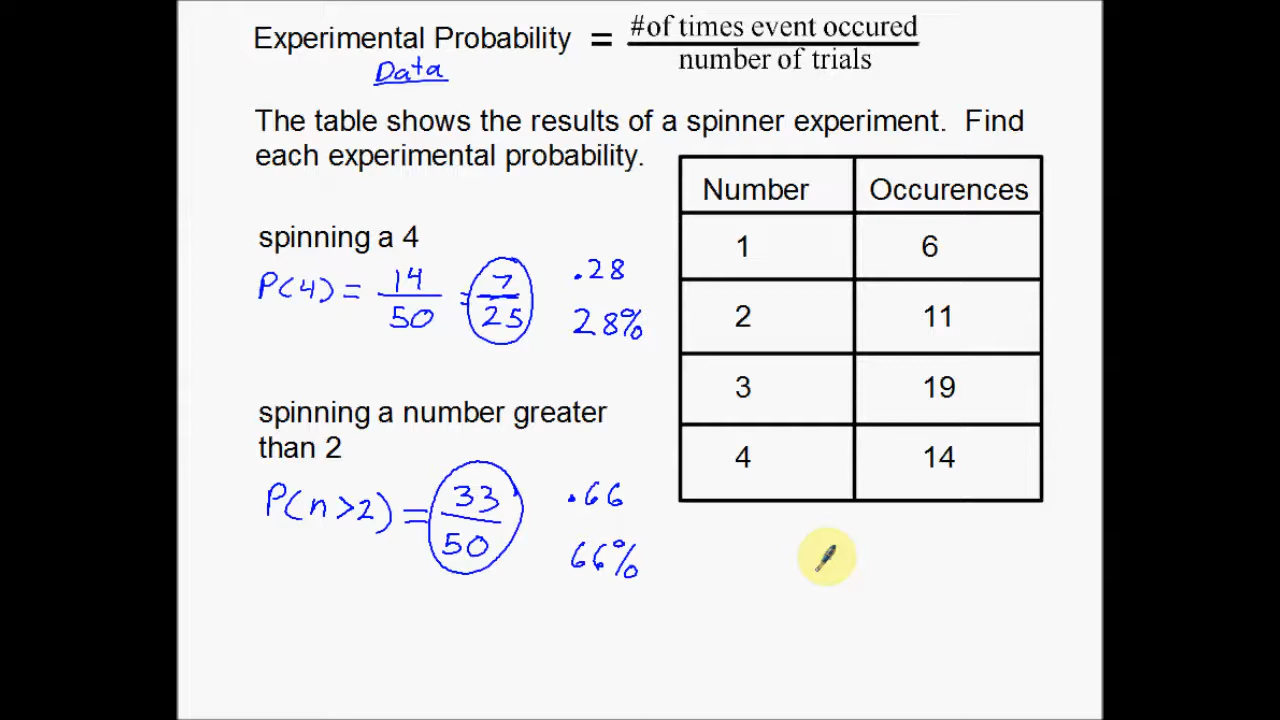 Experimental Probability = #of times event occured
number of trials
Data
The table shows the results of a spinner experiment. Find
each experimental probability.
Number Occurences
1 6
2 11
3 19
4 14
spinning a 4
P(4) = 14/50 = 7/25
.28
28%
spinning a number greater
than 2
P(n>2) = 33/50
.66
66%